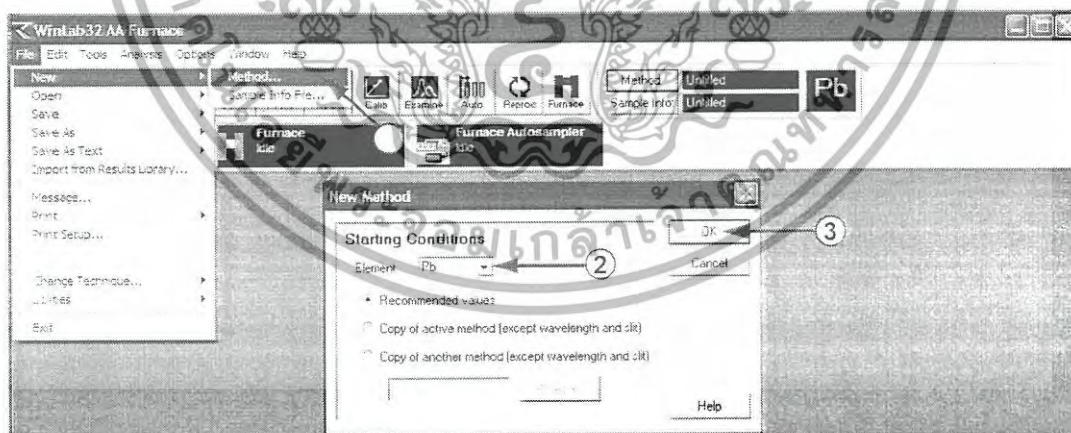 WinLab32 AA Furnace
File Edit Tools Analysis Options Window Help
New
Open
Save
Save As
Save As Text
Import from Results Library...
Message...
Print
Print Setup...
Change Technique...
Utilities
Exit
Method...
Sample Info File...
Calib Examine Auto Reproc Furnace
Method Untitled
Sample Info Untitled
Pb
Furnace
Idle
Furnace Autosampler
Idle
New Method
Starting Conditions
Element Pb
2
OK
3
Cancel
Recommended values
Copy of active method (except wavelength and slit)
Copy of another method (except wavelength and slit)
Help